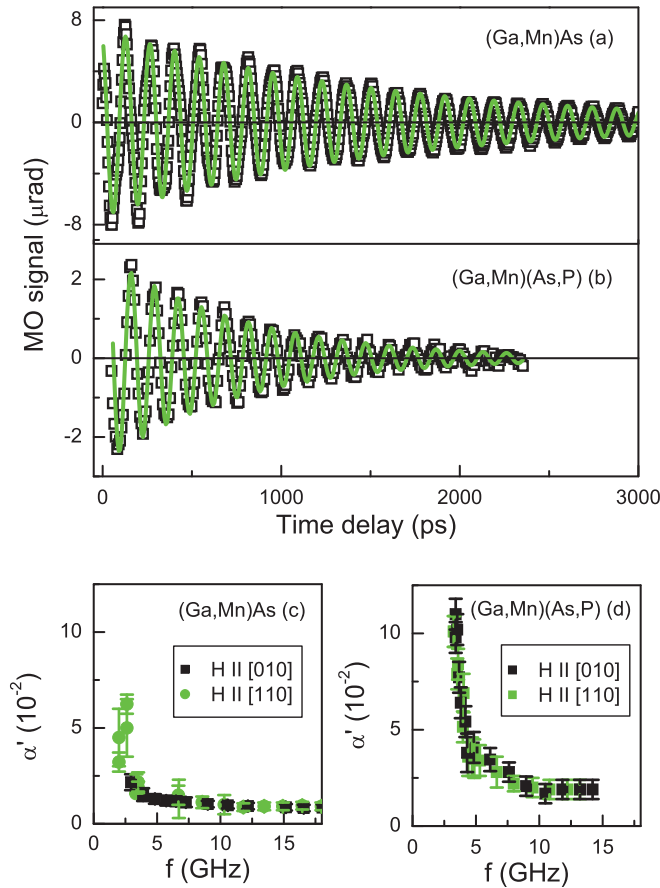 (Ga,Mn)As (a)
8
0
-8
MO signal (μrad)
(Ga,Mn)(As,P) (b)
2
0
-2
0 1000 2000 3000
Time delay (ps)
(Ga,Mn)As (c)
10
5
0
α' (10⁻²)
H II [010]
H II [110]
0 5 10 15
f (GHz)
(Ga,Mn)(As,P) (d)
10
5
0
α' (10⁻²)
H II [010]
H II [110]
0 5 10 15
f (GHz)